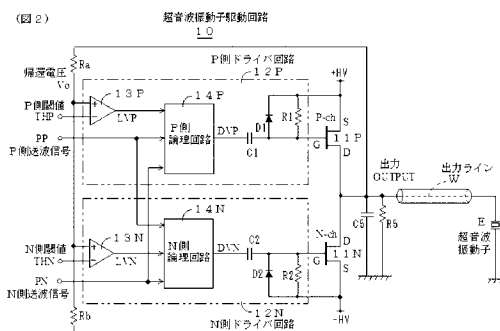 (図2)
超音波振動子駆動回路
10
+HV
Ra
帰還電圧
Vo
P側ドライバ回路
12P
13P
14P
P側閾値
THP
LVP
P側
論理回路
DVP
C1
D1
R1
P-ch
S
G
11P
D
PP
P側送波信号
出力
OUTPUT
出力ライン
W
C5
R5
E
超音波
振動子
13N
14N
N側閾値
THN
LVN
N側
論理回路
DVN
C2
D2
R2
N-ch
D
G
11N
S
PN
N側送波信号
12N
Rb
N側ドライバ回路
-HV